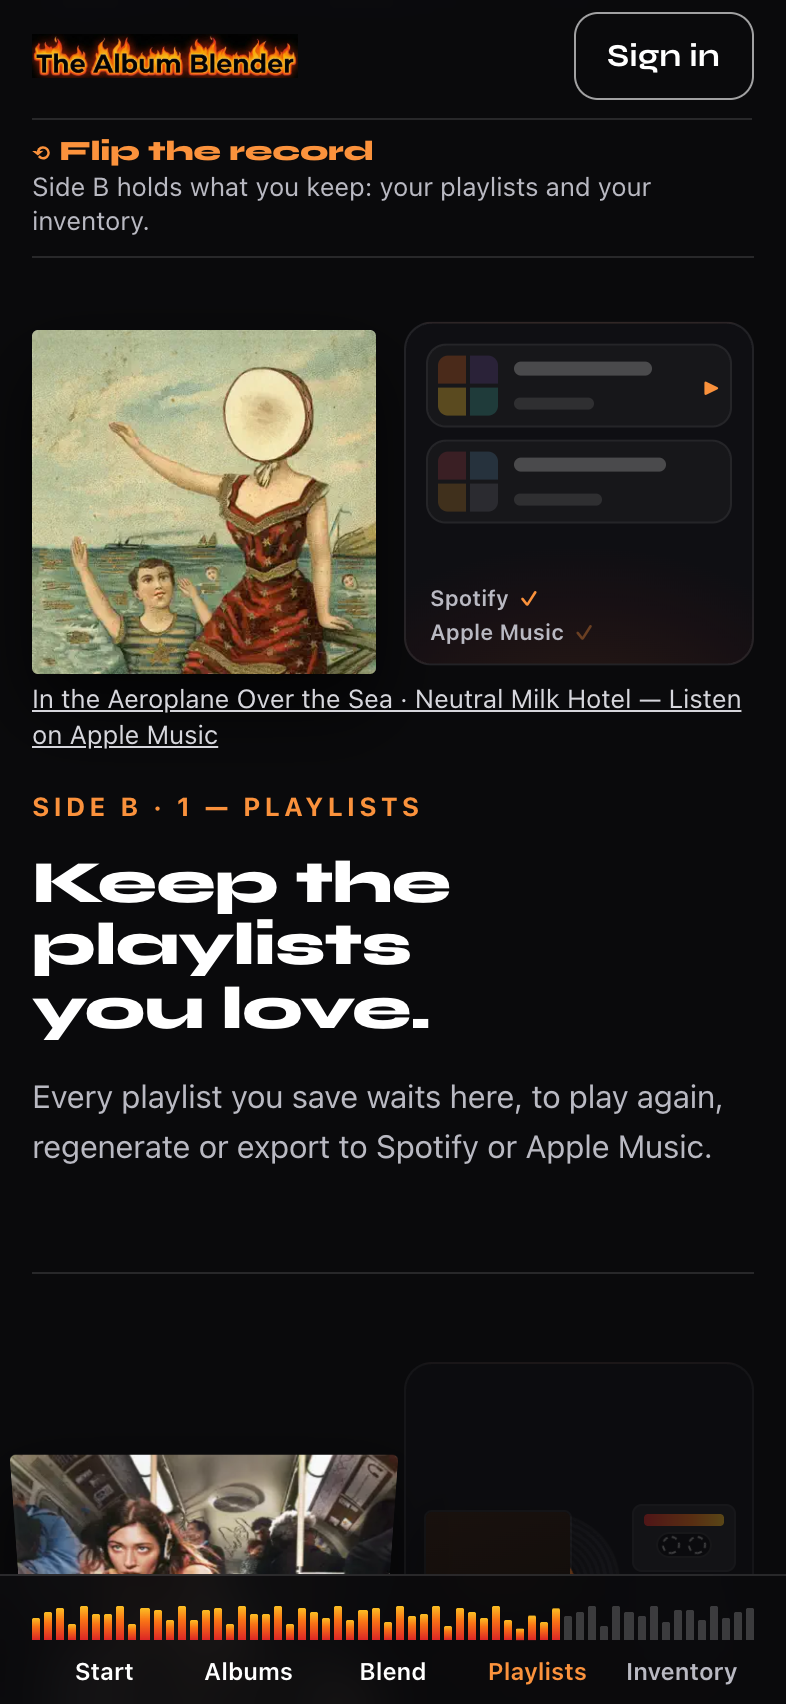 The Album Blender
Sign in
⟲ Flip the record
Side B holds what you keep: your playlists and your
inventory.
Spotify ✓
Apple Music ✓
In the Aeroplane Over the Sea · Neutral Milk Hotel — Listen
on Apple Music
SIDE B · 1 — PLAYLISTS
Keep the
playlists
you love.
Every playlist you save waits here, to play again,
regenerate or export to Spotify or Apple Music.
Start
Albums
Blend
Playlists
Inventory